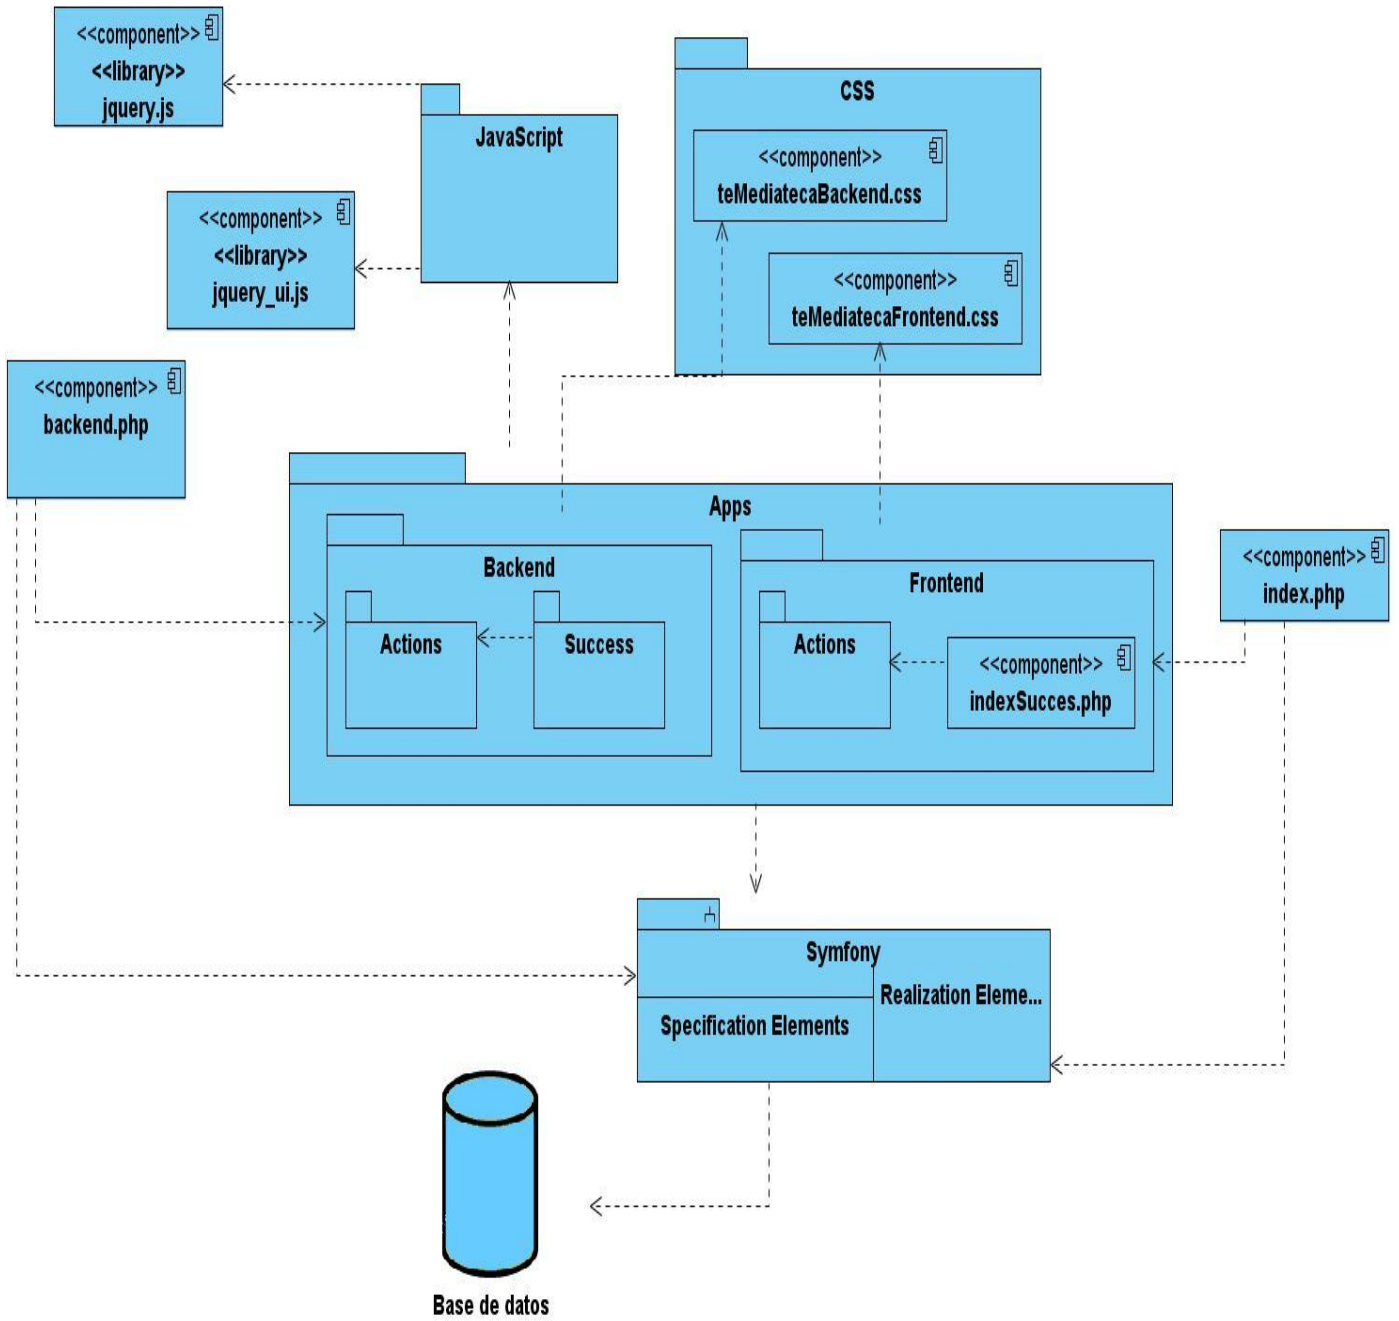 <<component>>
<<library>>
jquery.js
JavaScript
<<component>>
<<library>>
jquery_ui.js
CSS
<<component>>
teMediatecaBackend.css
<<component>>
teMediatecaFrontend.css
<<component>>
backend.php
Apps
Backend
Actions
Success
Frontend
Actions
<<component>>
indexSucces.php
<<component>>
index.php
Symfony
Specification Elements
Realization Eleme...
Base de datos